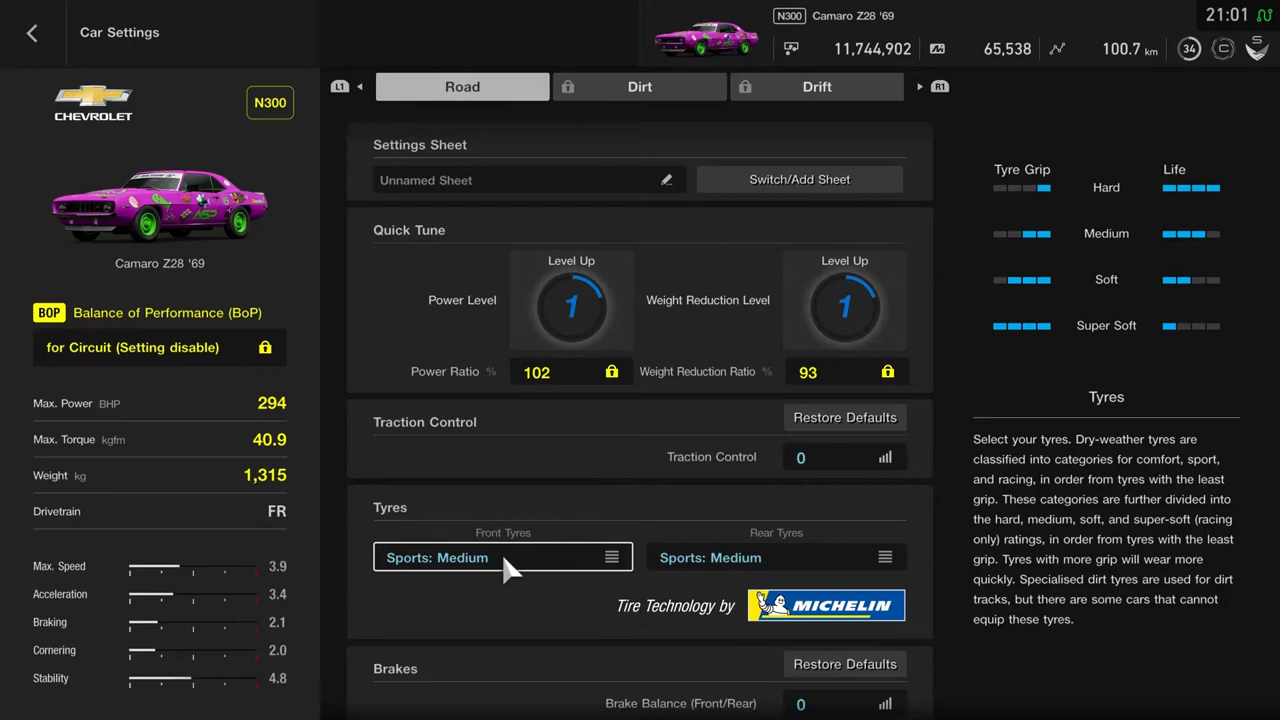 Car Settings
N300 Camaro Z28 '69
21:01
11,744,902
65,538
100.7 km
34
C
S
CHEVROLET
N300
Camaro Z28 '69
BOP Balance of Performance (BoP)
for Circuit (Setting disable)
Max. Power BHP 294
Max. Torque kgfm 40.9
Weight kg 1,315
Drivetrain FR
Max. Speed 3.9
Acceleration 3.4
Braking 2.1
Cornering 2.0
Stability 4.8
L1 Road Dirt Drift R1
Settings Sheet
Unnamed Sheet Switch/Add Sheet
Quick Tune
Level Up Level Up
Power Level 1 Weight Reduction Level 1
Power Ratio % 102 Weight Reduction Ratio % 93
Traction Control Restore Defaults
Traction Control 0
Tyres
Front Tyres Rear Tyres
Sports: Medium Sports: Medium
Tire Technology by MICHELIN
Brakes Restore Defaults
Brake Balance (Front/Rear) 0
Tyre Grip Life
Hard
Medium
Soft
Super Soft
Tyres
Select your tyres. Dry-weather tyres are
classified into categories for comfort, sport,
and racing, in order from tyres with the least
grip. These categories are further divided into
the hard, medium, soft, and super-soft (racing
only) ratings, in order from tyres with the least
grip. Tyres with more grip will wear more
quickly. Specialised dirt tyres are used for dirt
tracks, but there are some cars that cannot
equip these tyres.